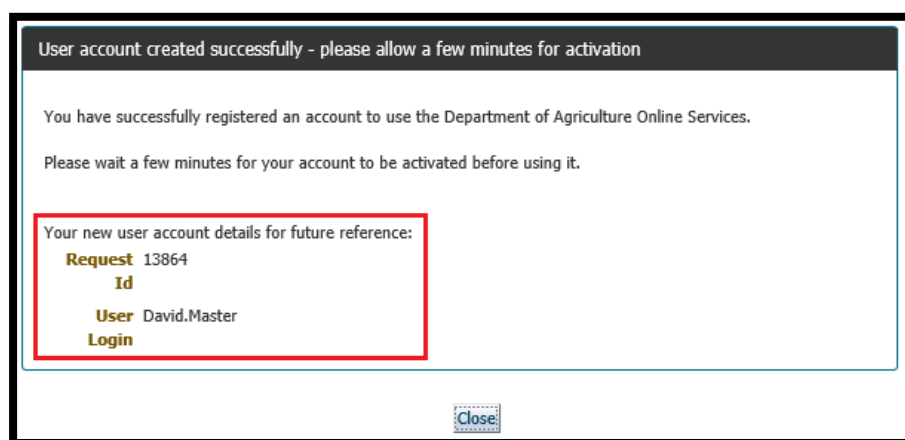 User account created successfully - please allow a few minutes for activation
You have successfully registered an account to use the Department of Agriculture Online Services.
Please wait a few minutes for your account to be activated before using it.
Your new user account details for future reference:
Request 13864
Id
User David.Master
Login
Close